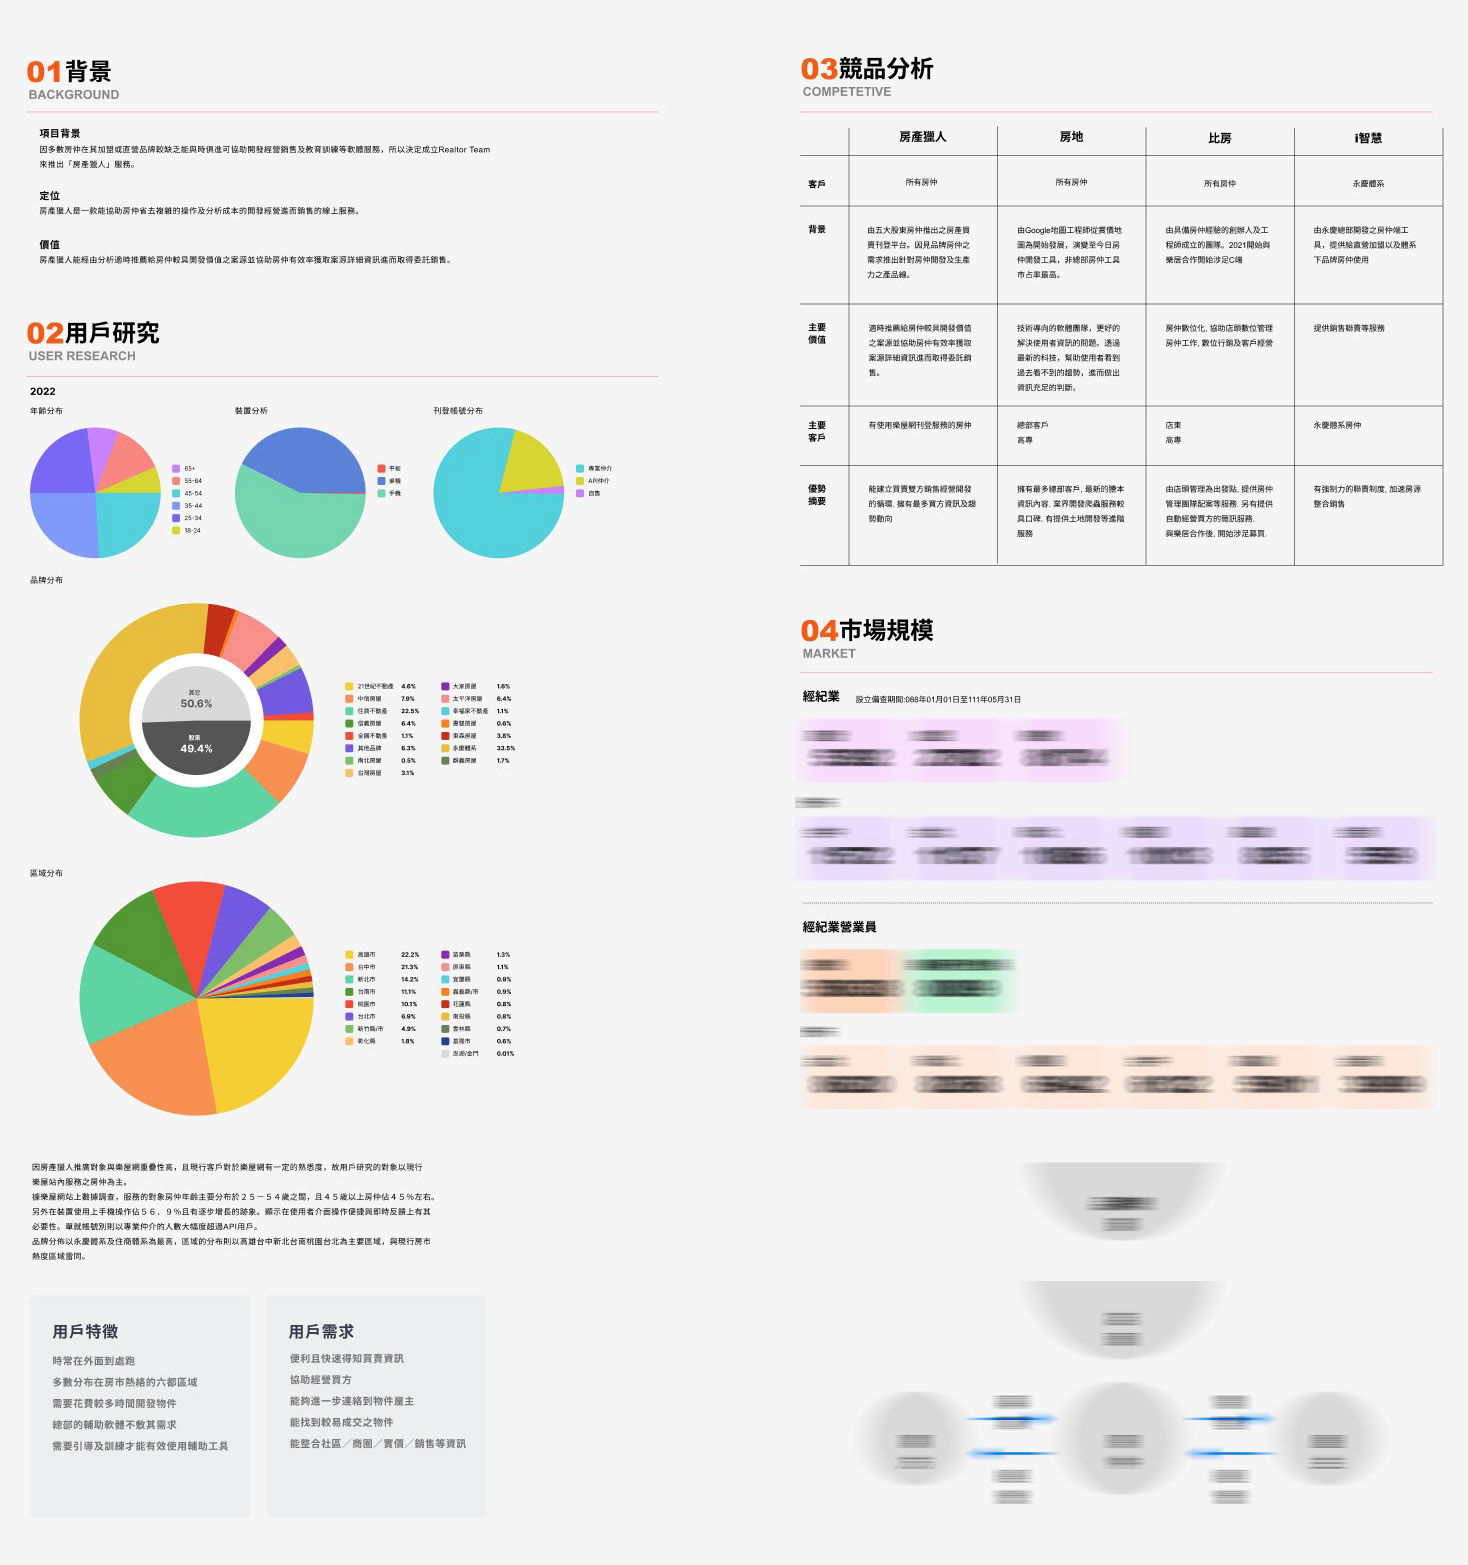 01背景
BACKGROUND
項目背景
因多數房仲在其加盟或直營品牌較缺乏能與時俱進可協助開發經營銷售及教育訓練等軟體服務，所以決定成立Realtor Team
來推出「房產獵人」服務。
定位
房產獵人是一款能協助房仲省去複雜的操作及分析成本的開發經營進而銷售的線上服務。
價值
房產獵人能經由分析適時推薦給房仲較具開發價值之案源並協助房仲有效率獲取案源詳細資訊進而取得委託銷售。
02用戶研究
USER RESEARCH
2022
年齡分布
65+
55-64
45-54
35-44
25-34
18-24
裝置分析
平板
桌機
手機
刊登帳號分布
專業仲介
API仲介
自售
品牌分布
其它
50.6%
股東
49.4%
21世紀不動產 4.6%
中信房屋 7.9%
住商不動產 22.5%
信義房屋 6.4%
全國不動產 1.1%
其他品牌 6.3%
南北房屋 0.5%
台灣房屋 3.1%
大家房屋 1.6%
太平洋房屋 6.4%
幸福家不動產 1.1%
惠雙房屋 0.6%
東森房屋 3.8%
永慶體系 33.5%
群義房屋 1.7%
區域分布
高雄市 22.2%
台中市 21.3%
新北市 14.2%
台南市 11.1%
桃園市 10.1%
台北市 6.9%
新竹縣/市 4.9%
彰化縣 1.8%
苗栗縣 1.3%
屏東縣 1.1%
宜蘭縣 0.9%
嘉義縣/市 0.9%
花蓮縣 0.8%
南投縣 0.8%
雲林縣 0.7%
基隆市 0.6%
澎湖/金門 0.01%
因房產獵人推廣對象與樂屋網重疊性高，且現行客戶對於樂屋網有一定的熟悉度，故用戶研究的對象以現行
樂屋站內服務之房仲為主。
據樂屋網站上數據調查，服務的對象房仲年齡主要分布於２５－５４歲之間，且４５歲以上房仲佔４５％左右。
另外在裝置使用上手機操作佔５６．９％且有逐步增長的跡象。顯示在使用者介面操作便捷與即時反饋上有其
必要性。單就帳號別則以專業仲介的人數大幅度超過API用戶。
品牌分佈以永慶體系及住商體系為最高，區域的分布則以高雄台中新北台南桃園台北為主要區域，與現行房市
熱度區域雷同。
用戶特徵
時常在外面到處跑
多數分布在房市熱絡的六都區域
需要花費較多時間開發物件
總部的輔助軟體不敷其需求
需要引導及訓練才能有效使用輔助工具
用戶需求
便利且快速得知買賣資訊
協助經營買方
能夠進一步連絡到物件屋主
能找到較易成交之物件
能整合社區／商圈／實價／銷售等資訊
03競品分析
COMPETETIVE
房產獵人
房地
比房
i智慧
客戶
所有房仲
所有房仲
所有房仲
永慶體系
背景
由五大股東房仲推出之房產買
賣刊登平台。因見品牌房仲之
需求推出針對房仲開發及生產
力之產品線。
由Google地圖工程師從實價地
圖為開始發展，演變至今日房
仲開發工具，非總部房仲工具
市占率最高。
由具備房仲經驗的創辦人及工
程師成立的團隊。2021開始與
樂居合作開始涉足C端
由永慶總部開發之房仲端工
具，提供給直營加盟以及體系
下品牌房仲使用
主要
價值
適時推薦給房仲較具開發價值
之案源並協助房仲有效率獲取
案源詳細資訊進而取得委託銷
售。
技術導向的軟體團隊，更好的
解決使用者資訊的問題。透過
最新的科技，幫助使用者看到
過去看不到的趨勢，進而做出
資訊充足的判斷。
房仲數位化, 協助店頭數位管理
房仲工作, 數位行銷及客戶經營
提供銷售聯賣等服務
主要
客戶
有使用樂屋網刊登服務的房仲
總部客戶
高專
店東
高專
永慶體系房仲
優勢
摘要
能建立買賣雙方銷售經營開發
的循環. 擁有最多買方資訊及趨
勢動向
擁有最多總部客戶, 最新的謄本
資訊內容. 業界開發爬蟲服務較
具口碑. 有提供土地開發等進階
服務
由店頭管理為出發點, 提供房仲
管理團隊配案等服務. 另有提供
自動經營買方的簡訊服務.
與樂居合作後, 開始涉足募買.
有強制力的聯賣制度, 加速房源
整合銷售
04市場規模
MARKET
經紀業 設立備查期間:088年01月01日至111年05月31日
經紀業營業員